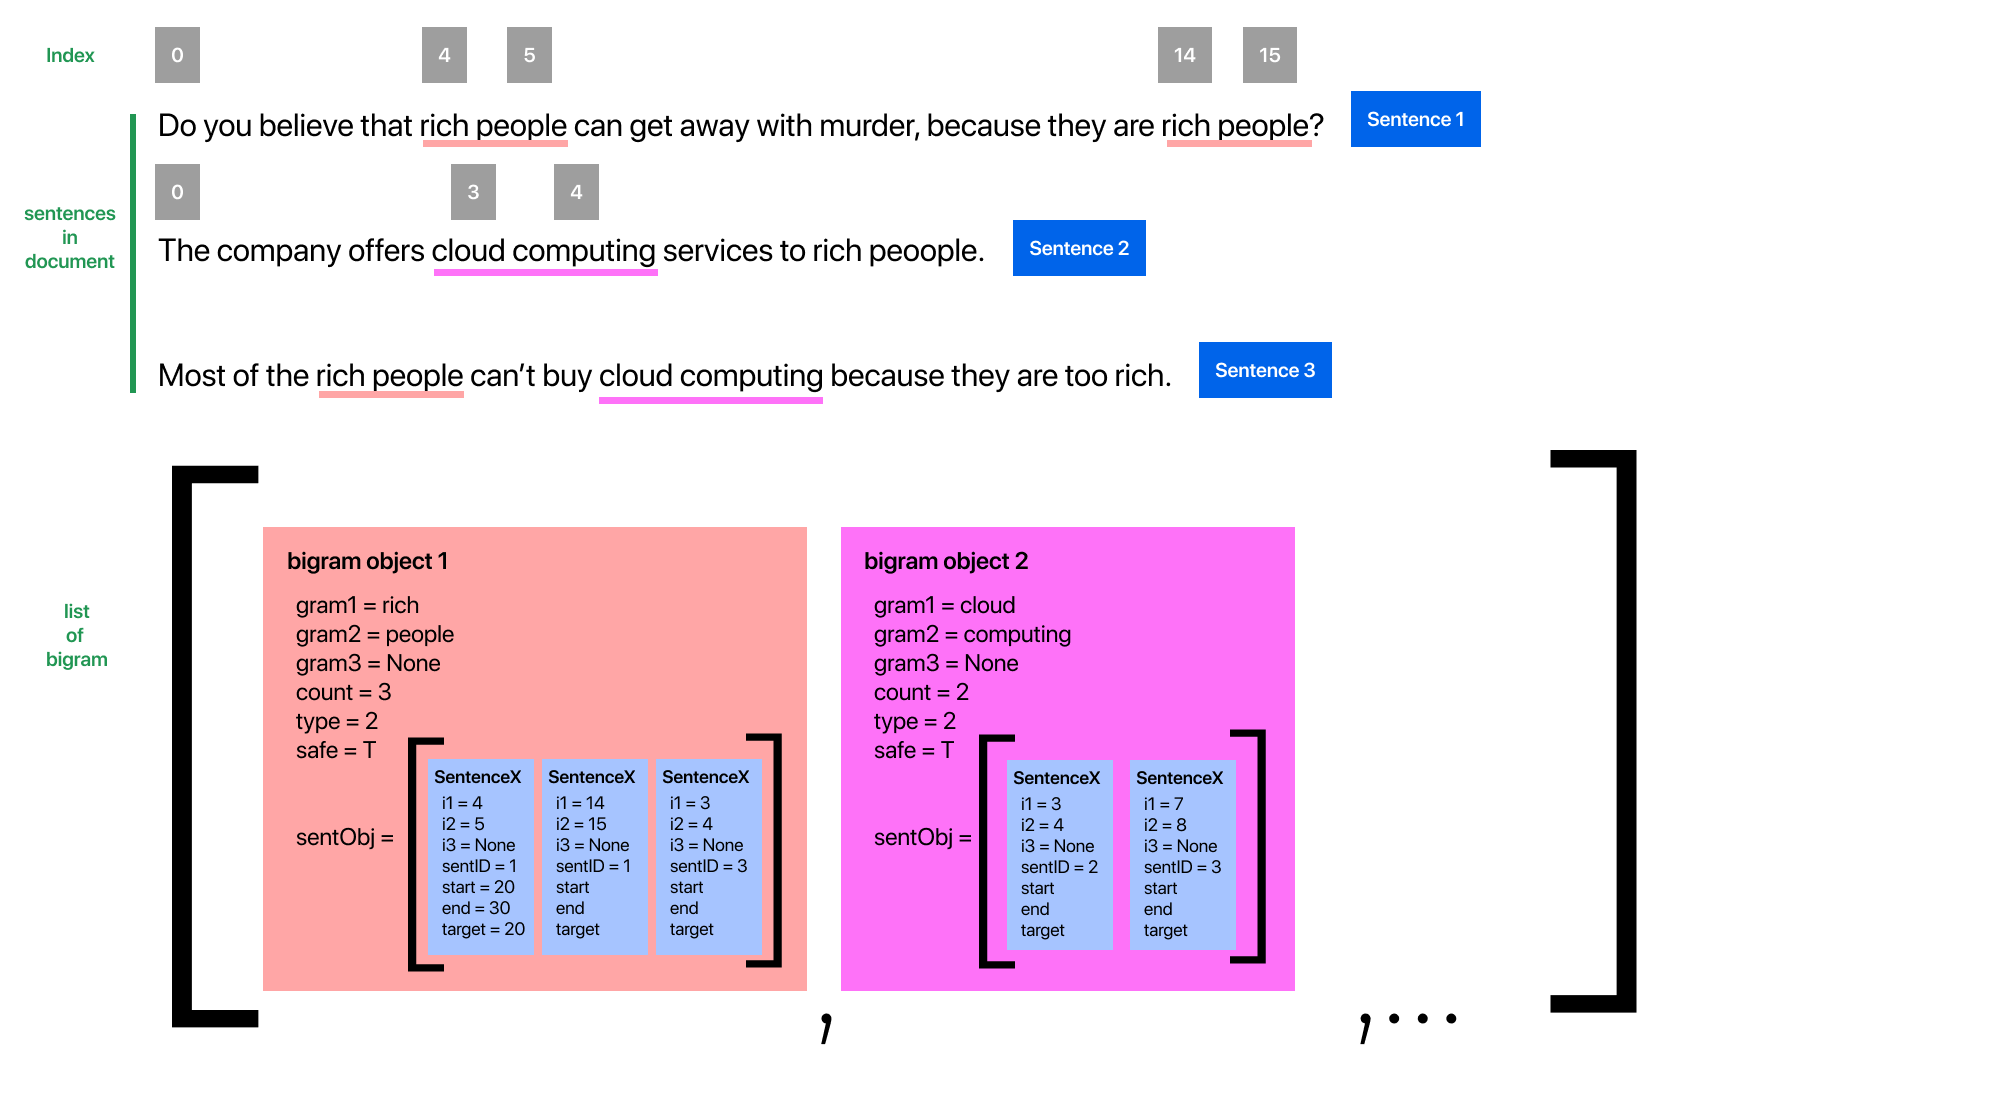 Index
0 4 5 14 15
Do you believe that rich people can get away with murder, because they are rich people?
Sentence 1
0 3 4
sentences
in
document
The company offers cloud computing services to rich peoople.
Sentence 2
Most of the rich people can’t buy cloud computing because they are too rich.
Sentence 3
list
of
bigram
[
bigram object 1
gram1 = rich
gram2 = people
gram3 = None
count = 3
type = 2
safe = T
sentObj =
[
SentenceX
i1 = 4
i2 = 5
i3 = None
sentID = 1
start = 20
end = 30
target = 20
SentenceX
i1 = 14
i2 = 15
i3 = None
sentID = 1
start
end
target
SentenceX
i1 = 3
i2 = 4
i3 = None
sentID = 3
start
end
target
]
,
bigram object 2
gram1 = cloud
gram2 = computing
gram3 = None
count = 2
type = 2
safe = T
sentObj =
[
SentenceX
i1 = 3
i2 = 4
i3 = None
sentID = 2
start
end
target
SentenceX
i1 = 7
i2 = 8
i3 = None
sentID = 3
start
end
target
]
,...
]